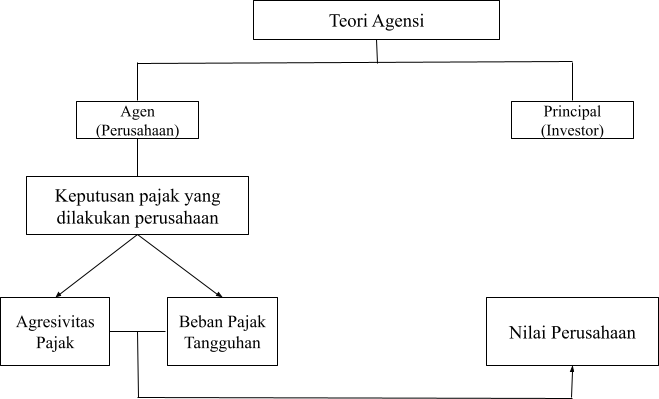 Teori Agensi
Agen
(Perusahaan)
Principal
(Investor)
Keputusan pajak yang
dilakukan perusahaan
Agresivitas
Pajak
Beban Pajak
Tangguhan
Nilai Perusahaan